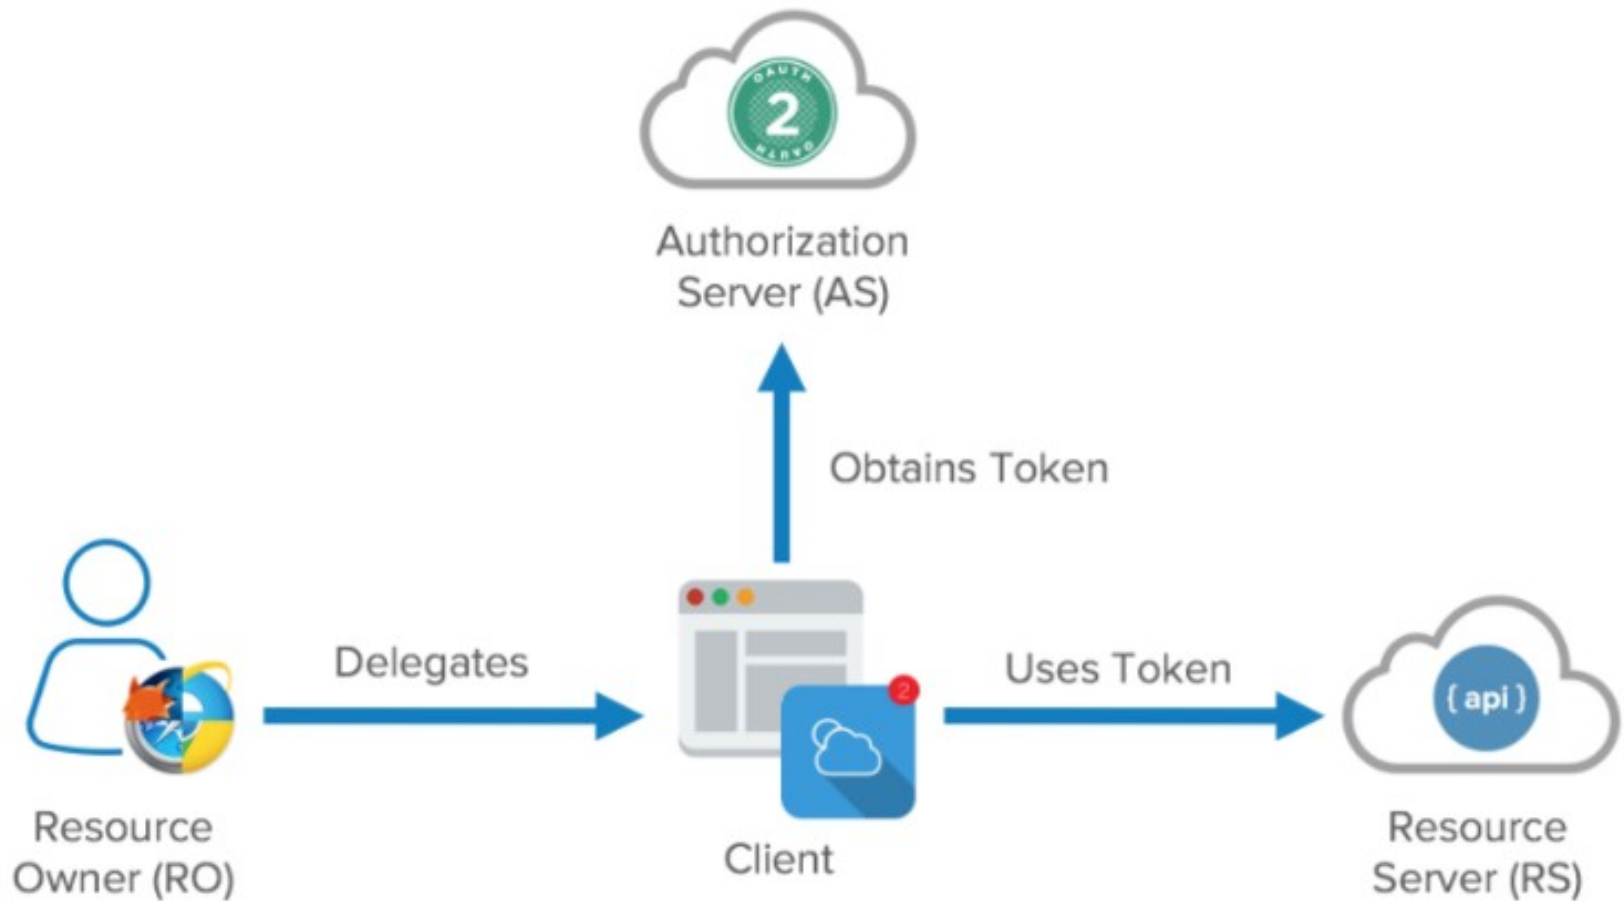 OAUTH
2
OAUTH
Authorization
Server (AS)
Obtains Token
Delegates
Uses Token
2
{ api }
Resource
Owner (RO)
Client
Resource
Server (RS)